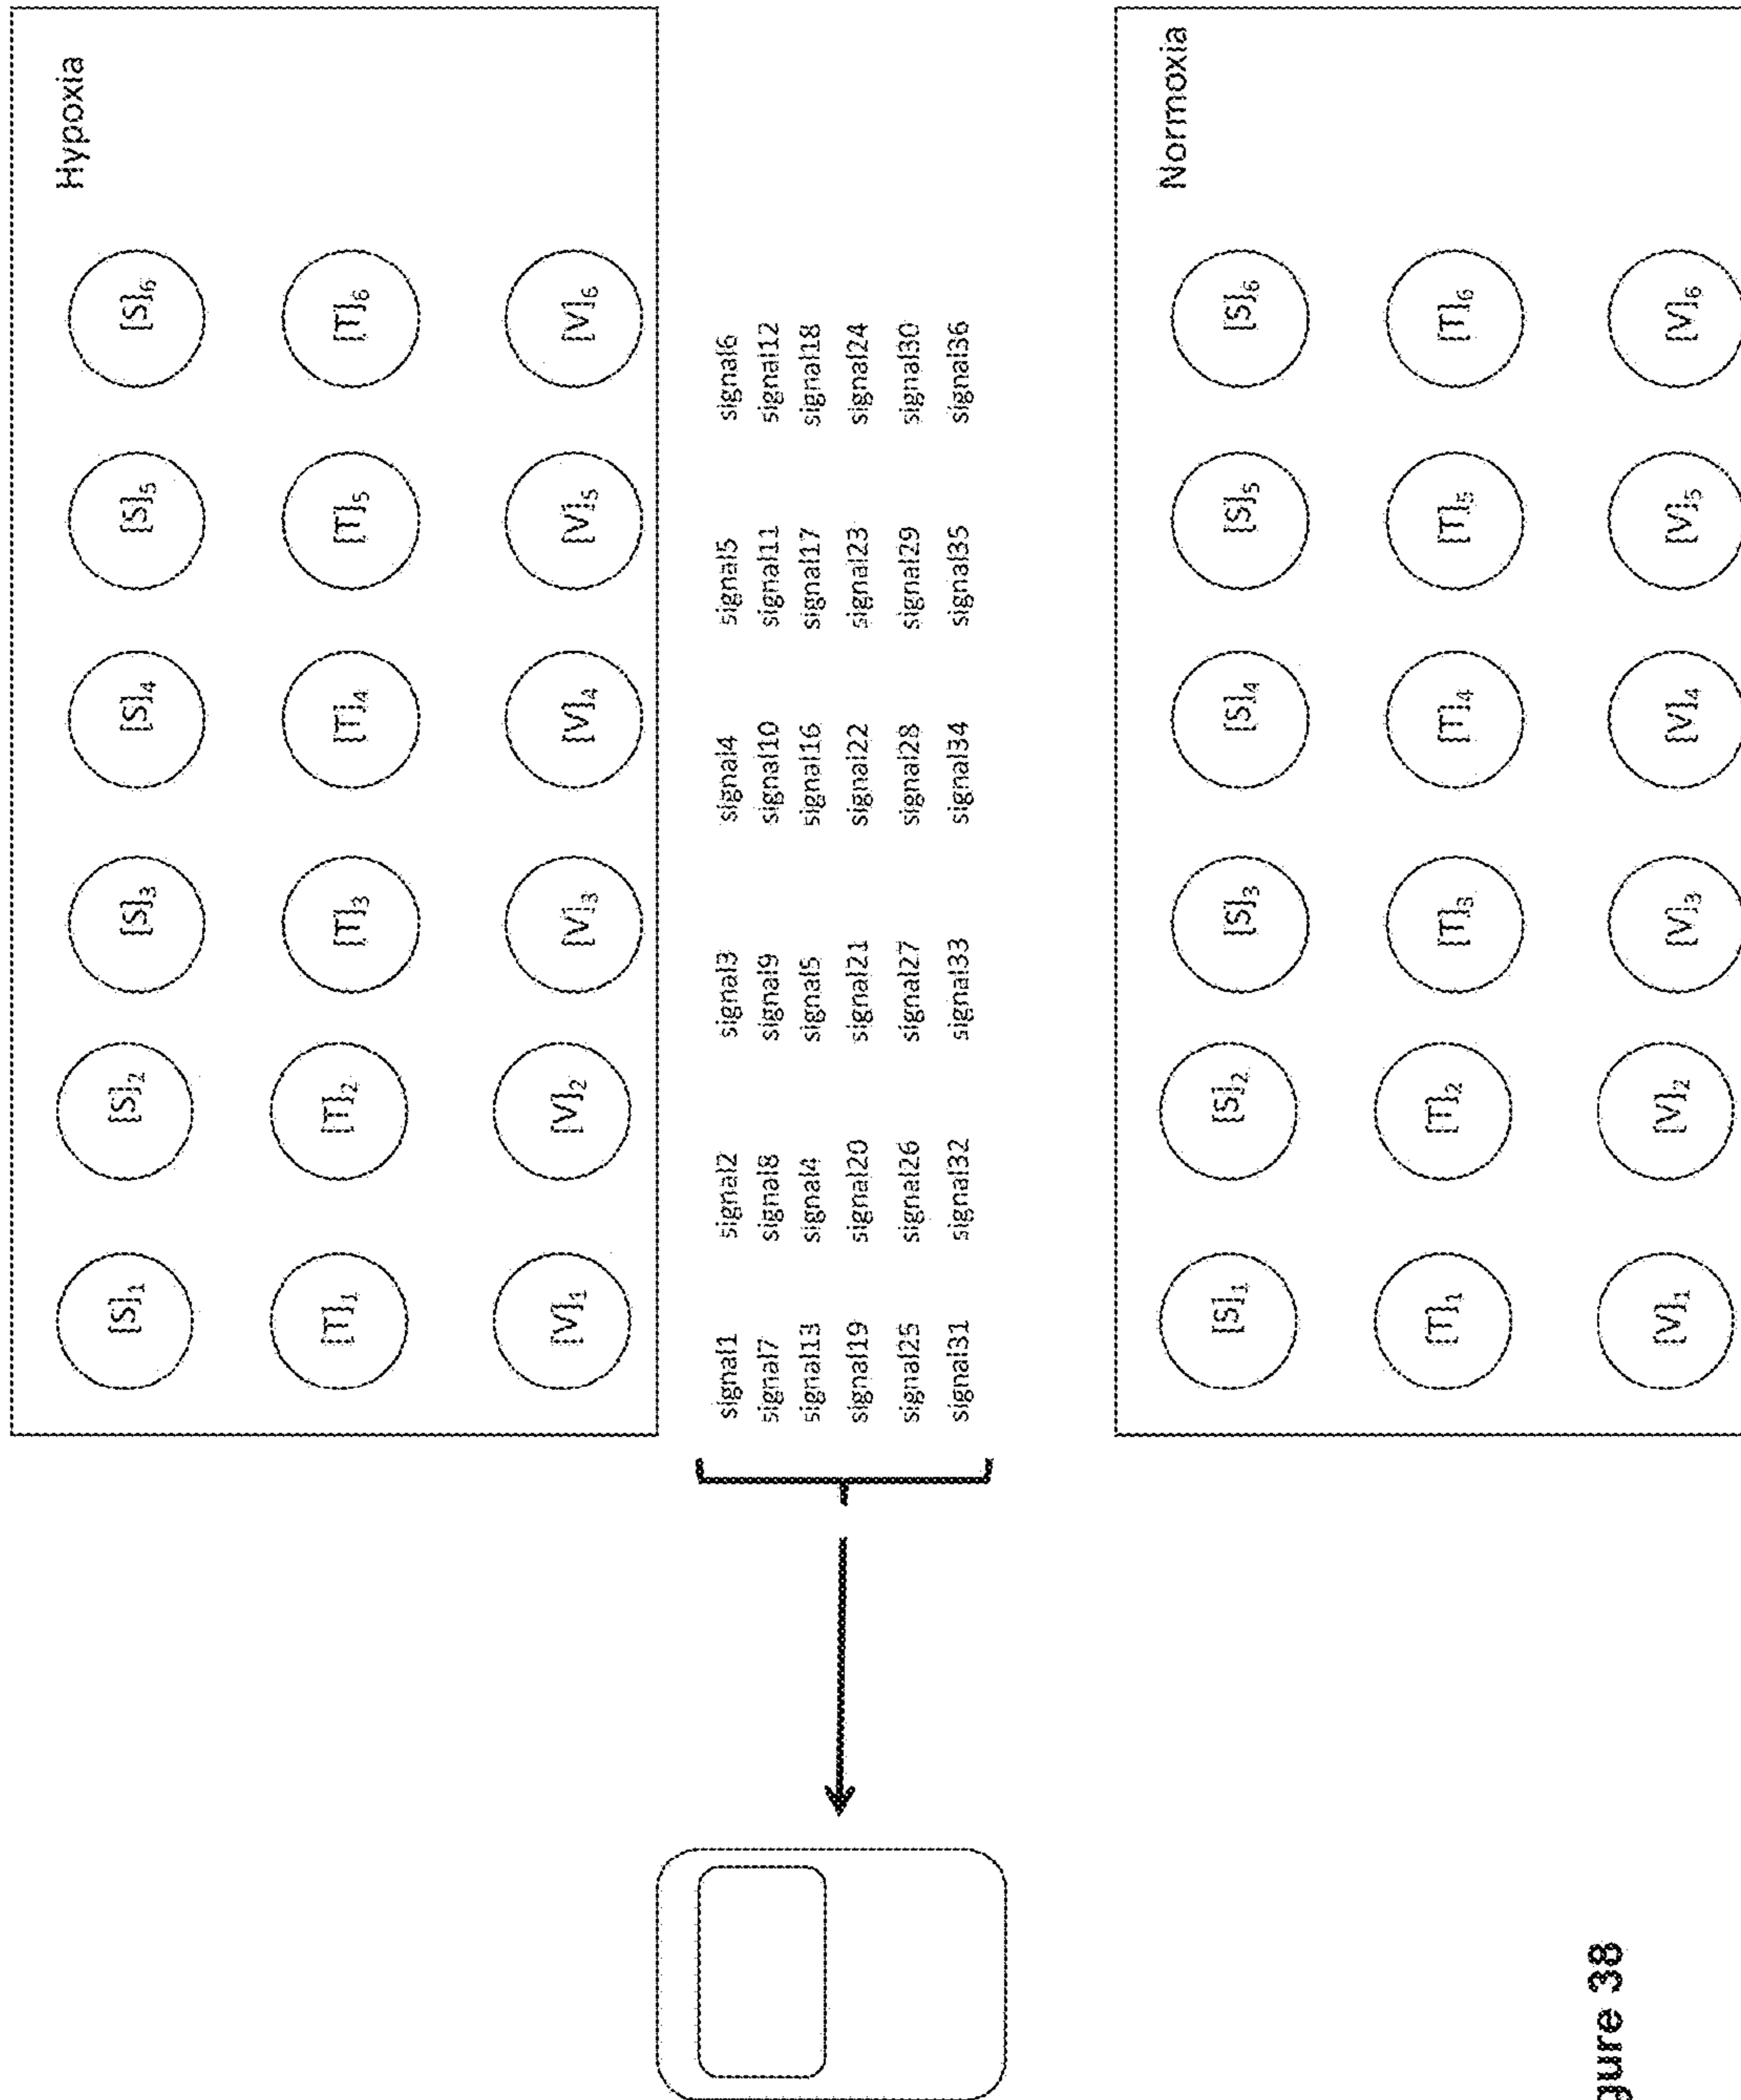 Hypoxia
[S]1 [S]2 [S]3 [S]4 [S]5 [S]6
[T]1 [T]2 [T]3 [T]4 [T]5 [T]6
[V]1 [V]2 [V]3 [V]4 [V]5 [V]6
signal1 signal2 signal3 signal4 signal5 signal6
signal7 signal8 signal9 signal10 signal11 signal12
signal13 signal4 signal5 signal16 signal17 signal18
signal19 signal20 signal21 signal22 signal23 signal24
signal25 signal26 signal27 signal28 signal29 signal30
signal31 signal32 signal33 signal34 signal35 signal36
Normoxia
[S]1 [S]2 [S]3 [S]4 [S]5 [S]6
[T]1 [T]2 [T]3 [T]4 [T]5 [T]6
[V]1 [V]2 [V]3 [V]4 [V]5 [V]6
gure 38